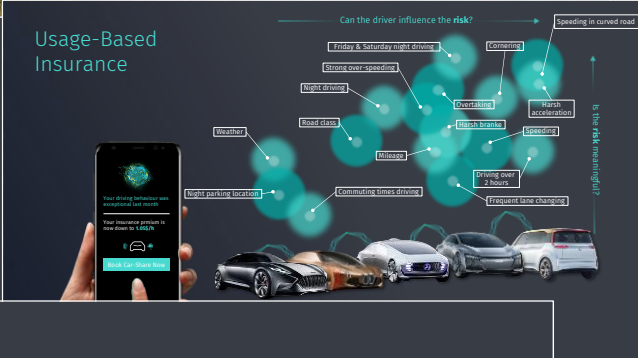 Usage-Based
Insurance
Can the driver influence the risk?
Speeding in curved road
Friday & Saturday night driving
Cornering
Strong over-speeding
Night driving
Overtaking
Harsh
acceleration
Is the risk meaningful?
Road class
Harsh branke
Speeding
Weather
Mileage
Driving over
2 hours
Night parking location
Commuting times driving
Frequent lane changing
Your driving behaviour was
exceptional last month
Your insurance prmium is
now down to 1.05$/h
Book Car-Share Now